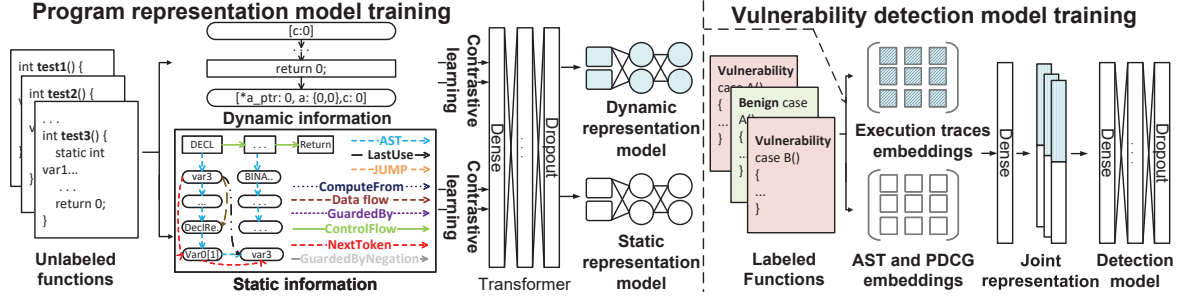 Program representation model training
Vulnerability detection model training
int test1() {
int test2() {
. . .
int test3() {
static int
var1...
. . .
return 0;
}
Unlabeled
functions
[c:0]
. . .
return 0;
[*a_ptr: 0, a: {0,0},c: 0]
Dynamic information
DECL
. . .
Return
var3
BINA..
...
. . .
DeclRe.
. . .
Var0[1]
var3
AST
LastUse
JUMP
ComputeFrom
Data flow
GuardedBy
ControlFlow
NextToken
GuardedByNegation
Static information
Contrastive
learning
Contrastive
learning
Dense
. . .
Dropout
Transformer
Dynamic
representation
model
Static
representation
model
Vulnerability
case A()
{
...
}
Benign case
A()
{
...
}
Vulnerability
case B()
{
...
}
Labeled
Functions
Execution traces
embeddings
AST and PDCG
embeddings
Dense
Joint
representation
Dense
. . .
Dropout
Detection
model